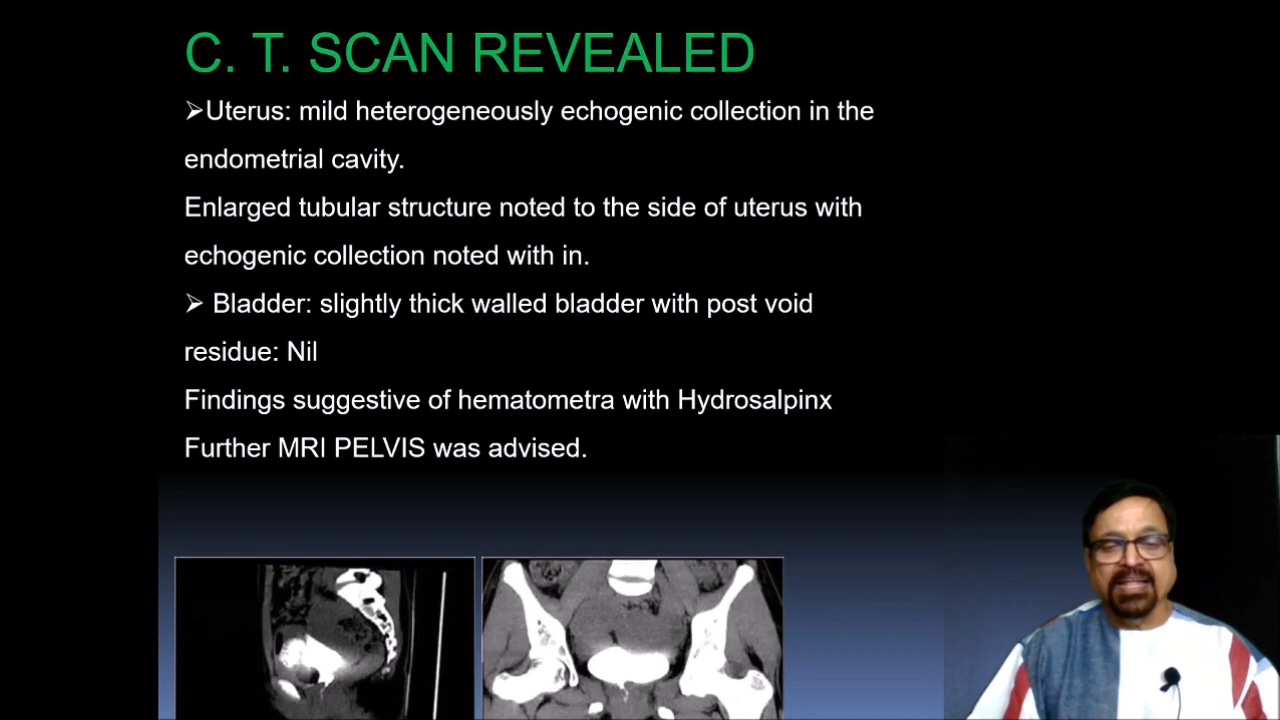 C. T. SCAN REVEALED
➢Uterus: mild heterogeneously echogenic collection in the
endometrial cavity.
Enlarged tubular structure noted to the side of uterus with
echogenic collection noted with in.
➢ Bladder: slightly thick walled bladder with post void
residue: Nil
Findings suggestive of hematometra with Hydrosalpinx
Further MRI PELVIS was advised.